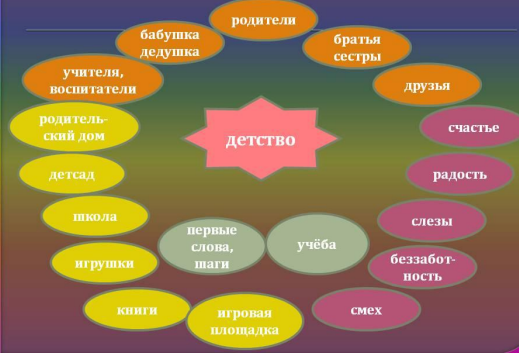 родители
бабушка
дедушка
братья
сестры
учителя,
воспитатели
друзья
родитель-
ский дом
детство
счастье
детсад
радость
школа
слезы
первые
слова,
шаги
учёба
игрушки
беззабот-
ность
книги
игровая
площадка
смех